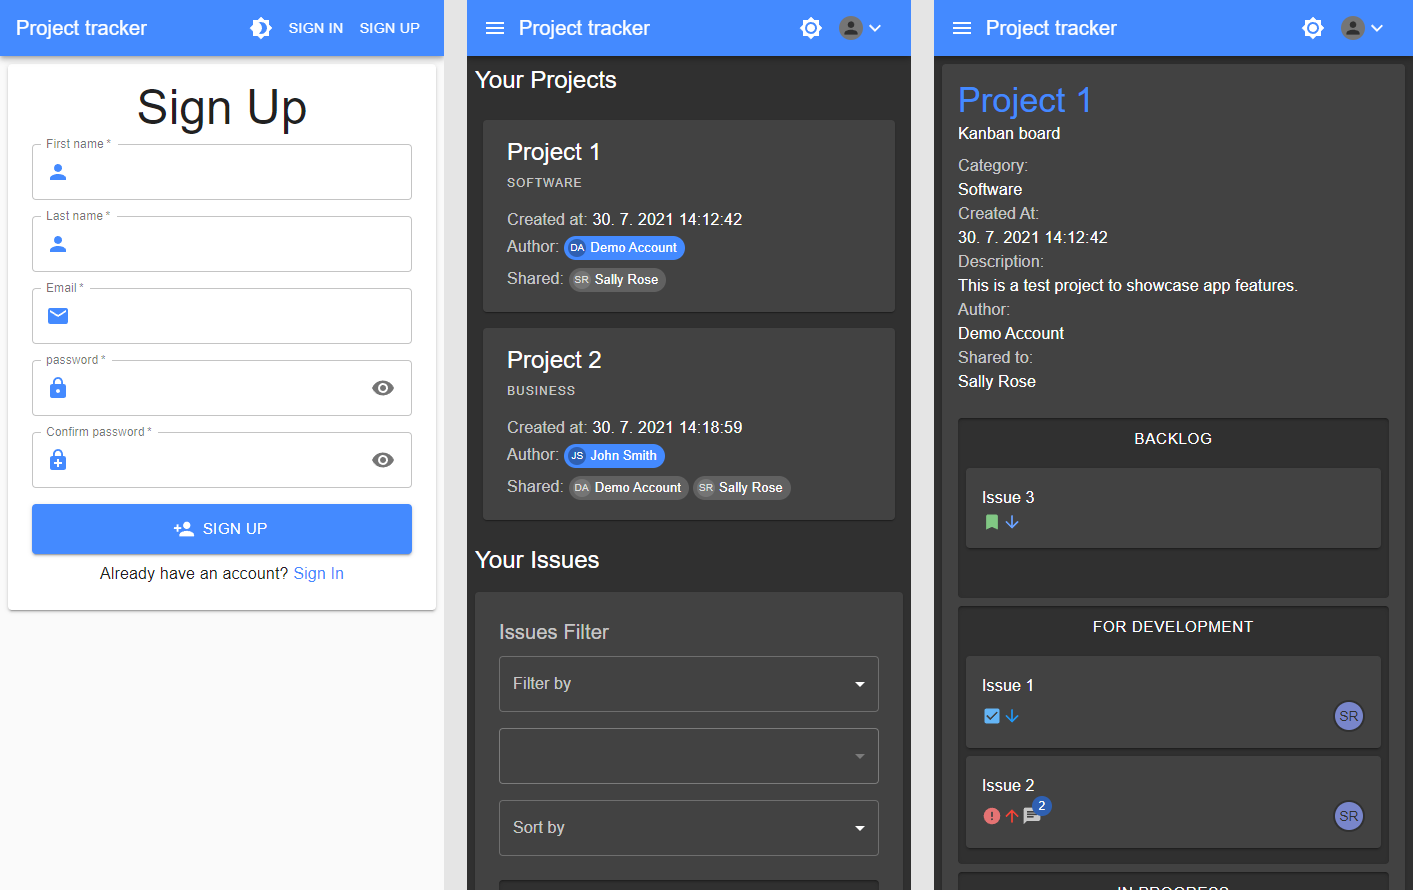 Project tracker
SIGN IN
SIGN UP
Sign Up
First name *
Last name *
Email *
password *
Confirm password *
SIGN UP
Already have an account? Sign In
Project tracker
Your Projects
Project 1
SOFTWARE
Created at: 30. 7. 2021 14:12:42
Author: DA Demo Account
Shared: SR Sally Rose
Project 2
BUSINESS
Created at: 30. 7. 2021 14:18:59
Author: JS John Smith
Shared: DA Demo Account SR Sally Rose
Your Issues
Issues Filter
Filter by
Sort by
Project tracker
Project 1
Kanban board
Category:
Software
Created At:
30. 7. 2021 14:12:42
Description:
This is a test project to showcase app features.
Author:
Demo Account
Shared to:
Sally Rose
BACKLOG
Issue 3
FOR DEVELOPMENT
Issue 1
SR
Issue 2
2
SR
IN PROGRESS